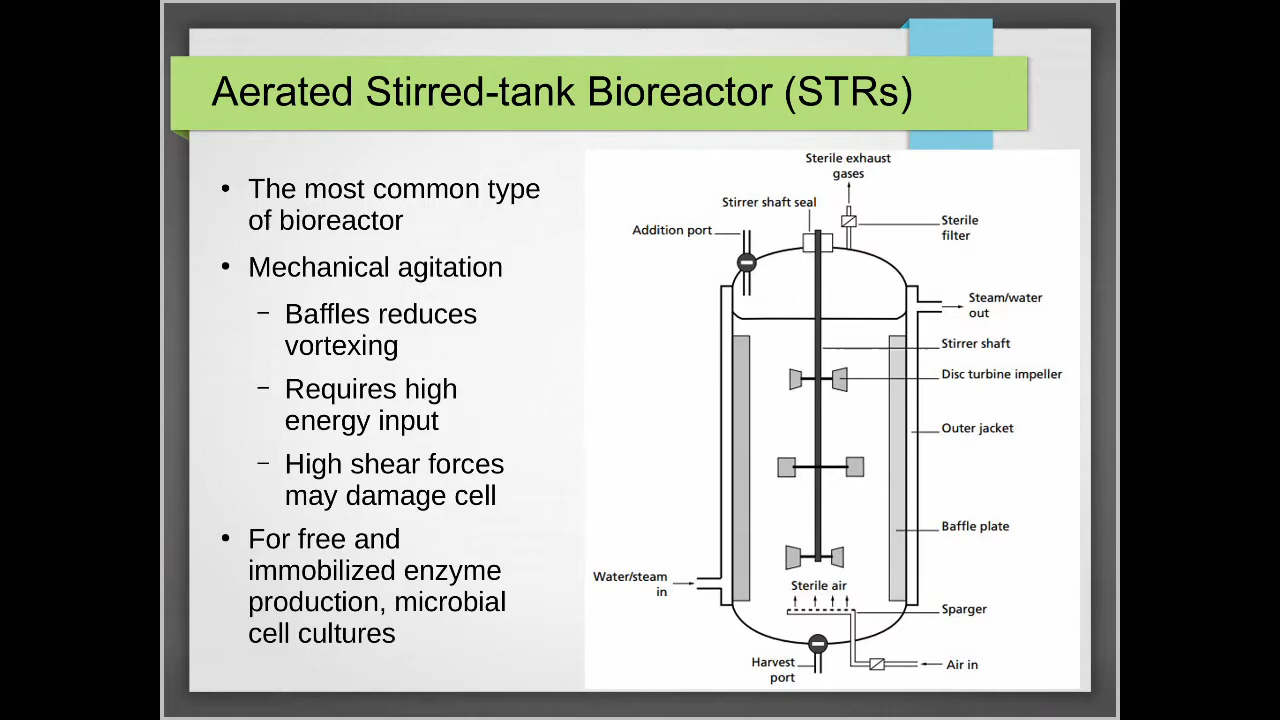 Aerated Stirred-tank Bioreactor (STRs)
• The most common type
of bioreactor
• Mechanical agitation
– Baffles reduces
vortexing
– Requires high
energy input
– High shear forces
may damage cell
• For free and
immobilized enzyme
production, microbial
cell cultures
Sterile exhaust
gases
Stirrer shaft seal
Addition port
Sterile
filter
Steam/water
out
Stirrer shaft
Disc turbine impeller
Outer jacket
Baffle plate
Water/steam
in
Sterile air
Sparger
Harvest
port
Air in